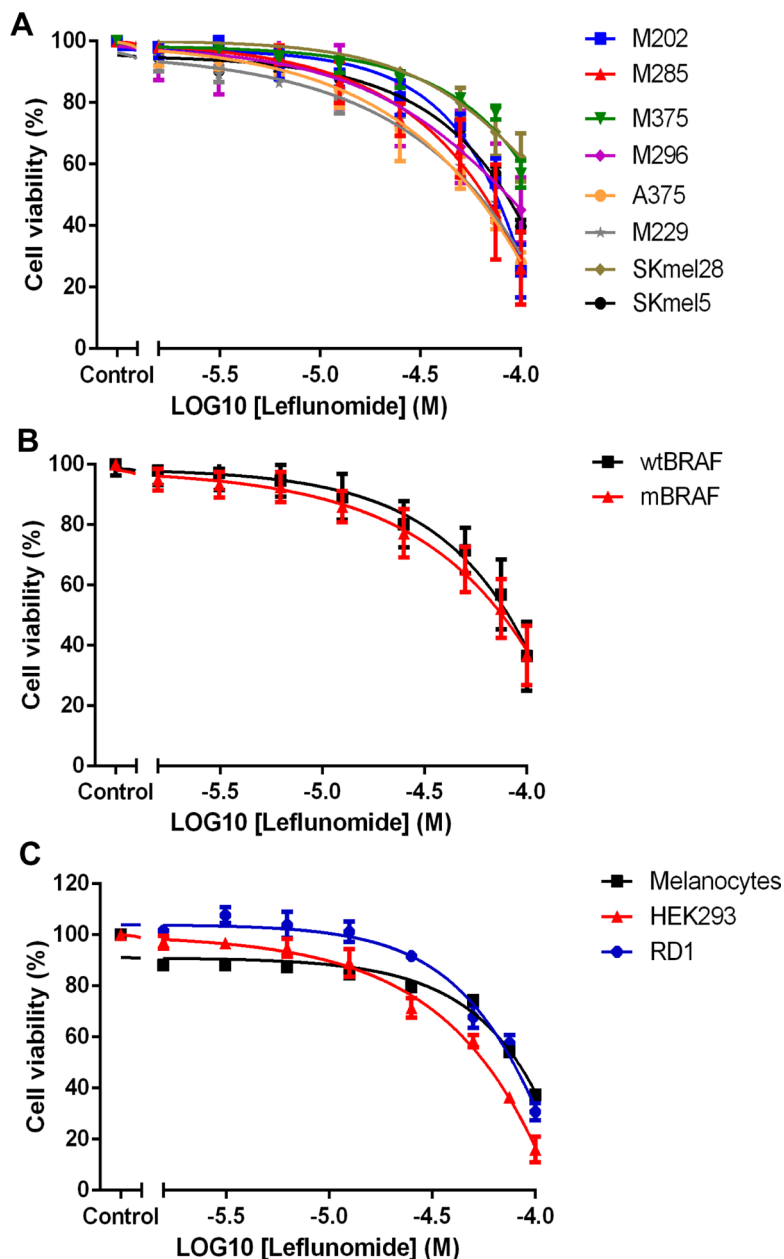 A
Cell viability (%)
100
80
60
40
20
0
Control
-5.5
-5.0
-4.5
-4.0
LOG10 [Leflunomide] (M)
M202
M285
M375
M296
A375
M229
SKmel28
SKmel5
B
Cell viability (%)
100
80
60
40
20
0
Control
-5.5
-5.0
-4.5
-4.0
LOG10 [Leflunomide] (M)
wtBRAF
mBRAF
C
Cell viability (%)
120
100
80
60
40
20
0
Control
-5.5
-5.0
-4.5
-4.0
LOG10 [Leflunomide] (M)
Melanocytes
HEK293
RD1